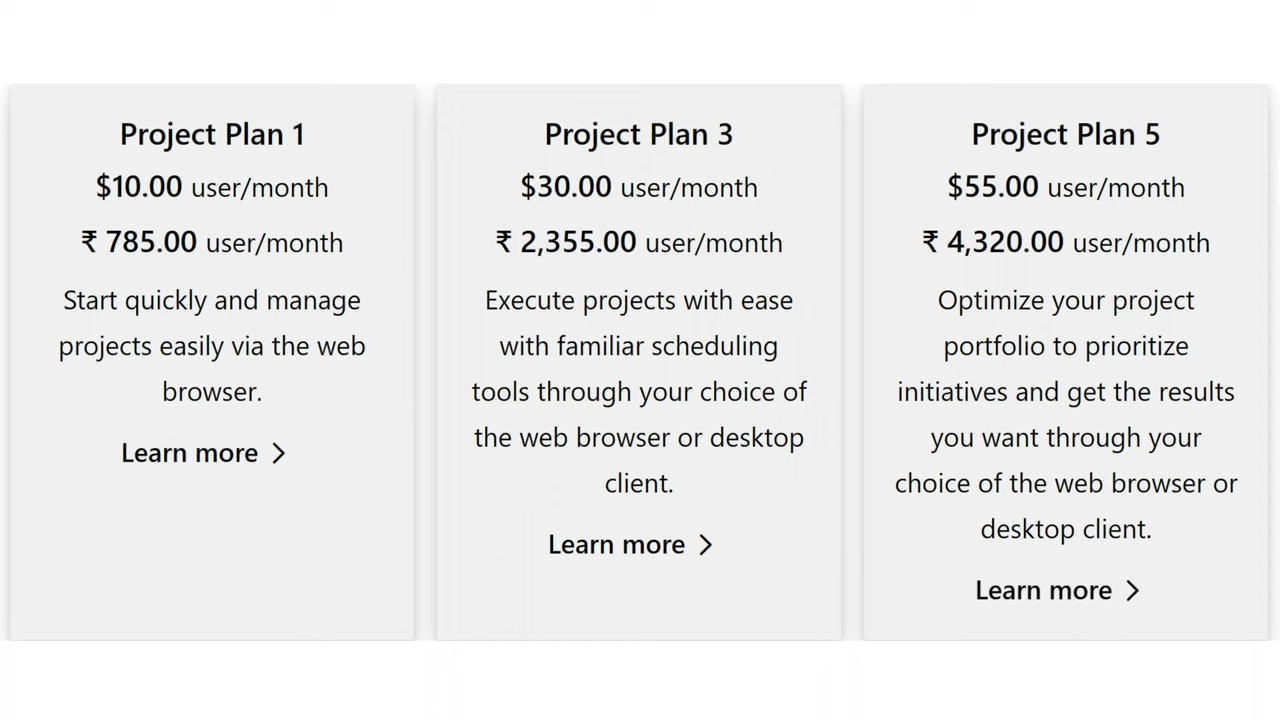 Project Plan 1
$10.00 user/month
₹ 785.00 user/month
Start quickly and manage
projects easily via the web
browser.
Learn more >
Project Plan 3
$30.00 user/month
₹ 2,355.00 user/month
Execute projects with ease
with familiar scheduling
tools through your choice of
the web browser or desktop
client.
Learn more >
Project Plan 5
$55.00 user/month
₹ 4,320.00 user/month
Optimize your project
portfolio to prioritize
initiatives and get the results
you want through your
choice of the web browser or
desktop client.
Learn more >